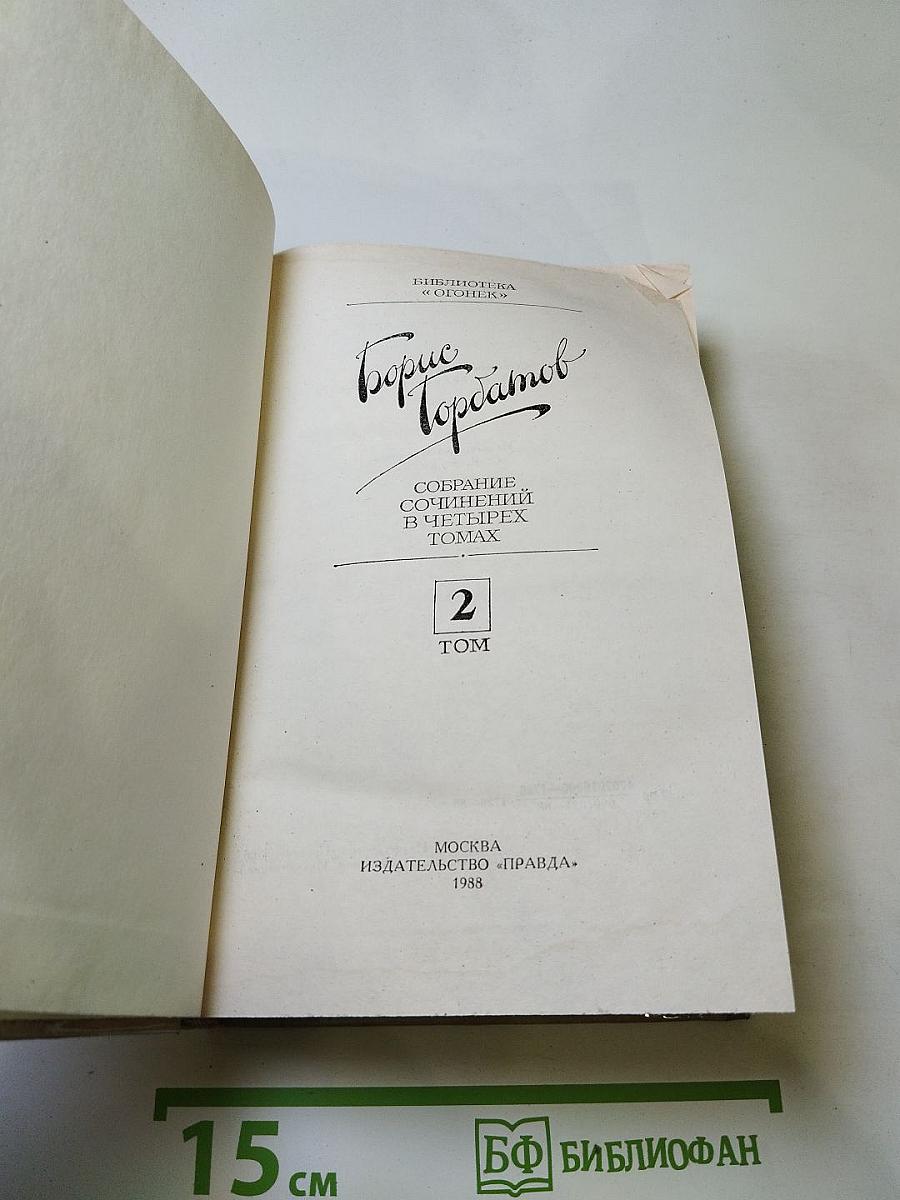 БИБЛИОТЕКА
«ОГОНЕК»
Борис
Горбатов
СОБРАНИЕ
СОЧИНЕНИЙ
В ЧЕТЫРЕХ
ТОМАХ
2
ТОМ
МОСКВА
ИЗДАТЕЛЬСТВО «ПРАВДА»
1988
15 см
БФ БИБЛИОФАН